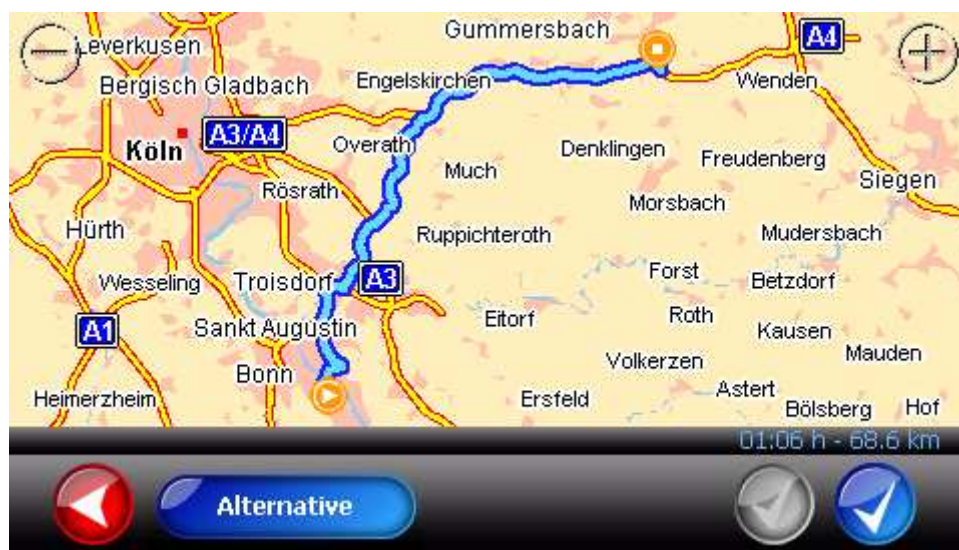 Gummersbach
Leverkusen
A4
Bergisch Gladbach
Engelskirchen
Wenden
Köln
A3/A4
Overath
Denklingen
Freudenberg
Much
Siegen
Rösrath
Morsbach
Hürth
Ruppichteroth
Mudersbach
Wesseling
Troisdorf
A3
Forst
Betzdorf
A1
Sankt Augustin
Eitorf
Roth
Kausen
Mauden
Bonn
Volkerzen
Heimerzheim
Ersfeld
Astert
Bölsberg
Hof
01:06 h - 68.6 km
Alternative